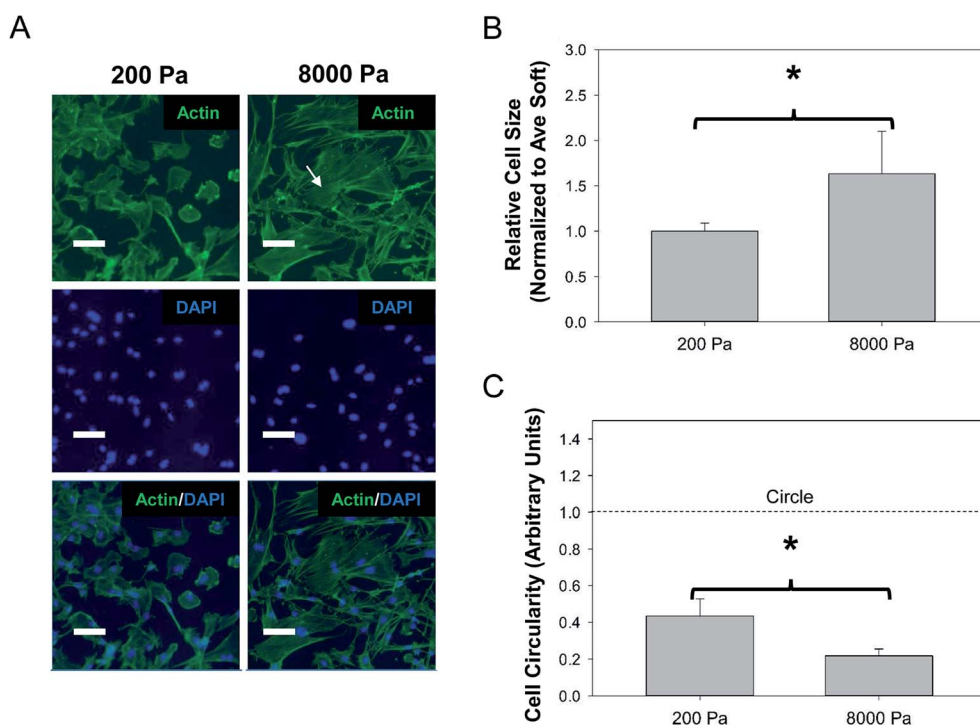 A
200 Pa
8000 Pa
Actin
Actin
DAPI
DAPI
Actin/DAPI
Actin/DAPI
B
Relative Cell Size
(Normalized to Ave Soft)
3.0
2.5
2.0
1.5
1.0
0.5
0.0
*
200 Pa
8000 Pa
C
Cell Circularity (Arbitrary Units)
1.4
1.2
1.0
0.8
0.6
0.4
0.2
0.0
Circle
*
200 Pa
8000 Pa